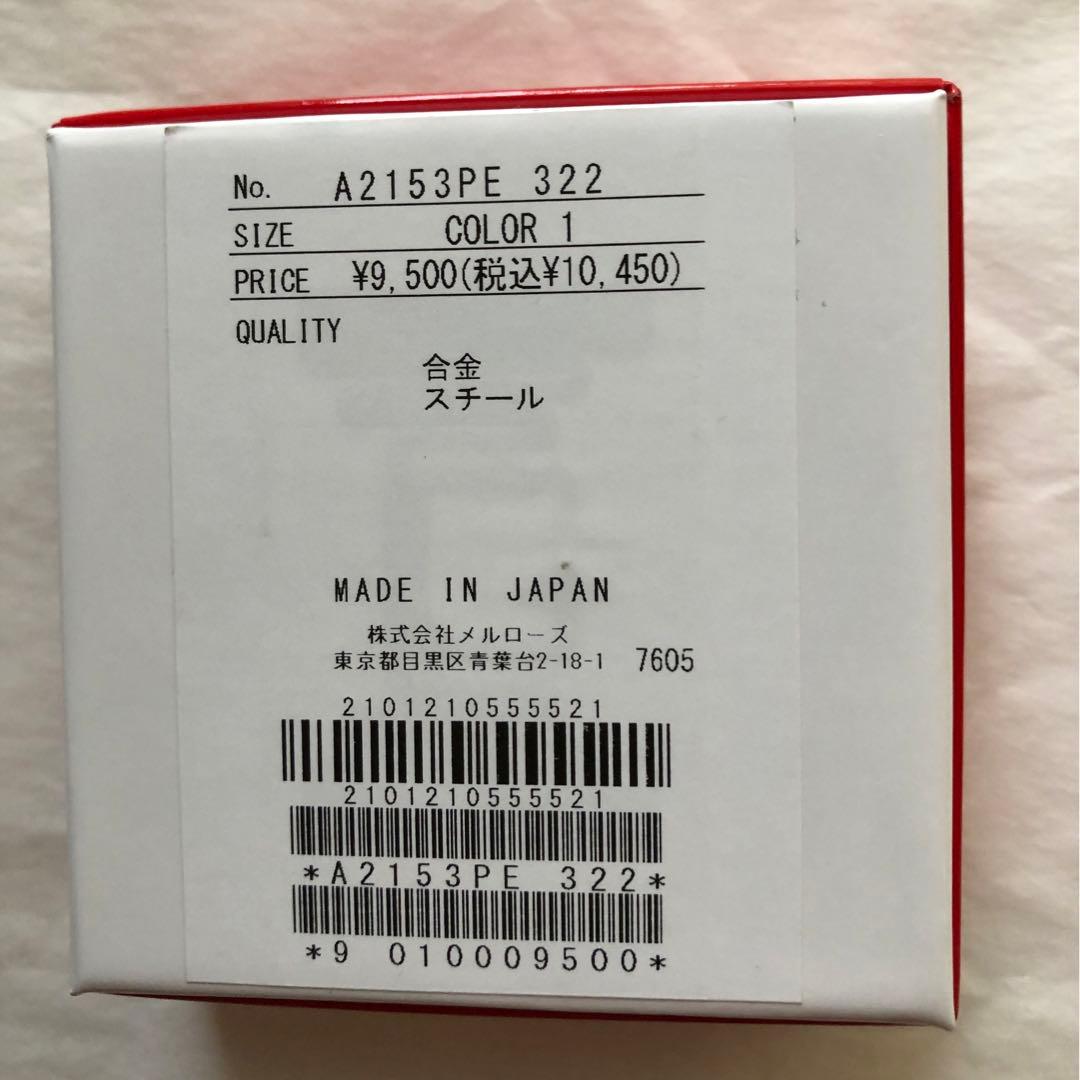 No. A2153PE 322
SIZE COLOR 1
PRICE ¥9,500(税込¥10,450)
QUALITY
合金
スチール
MADE IN JAPAN
株式会社メルローズ
東京都目黒区青葉台2-18-1 7605
2101210555521
2101210555521
*A2153PE 322*
*9 010009500*